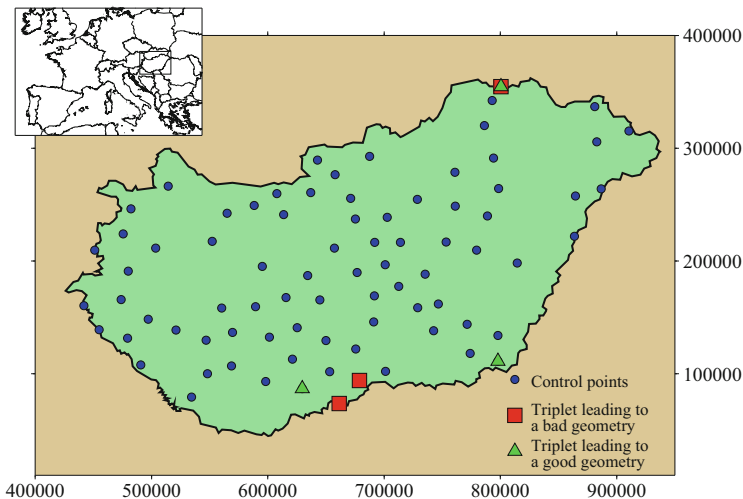 400000
300000
200000
100000
Control points
Triplet leading to
a bad geometry
Triplet leading to
a good geometry
400000 500000 600000 700000 800000 900000